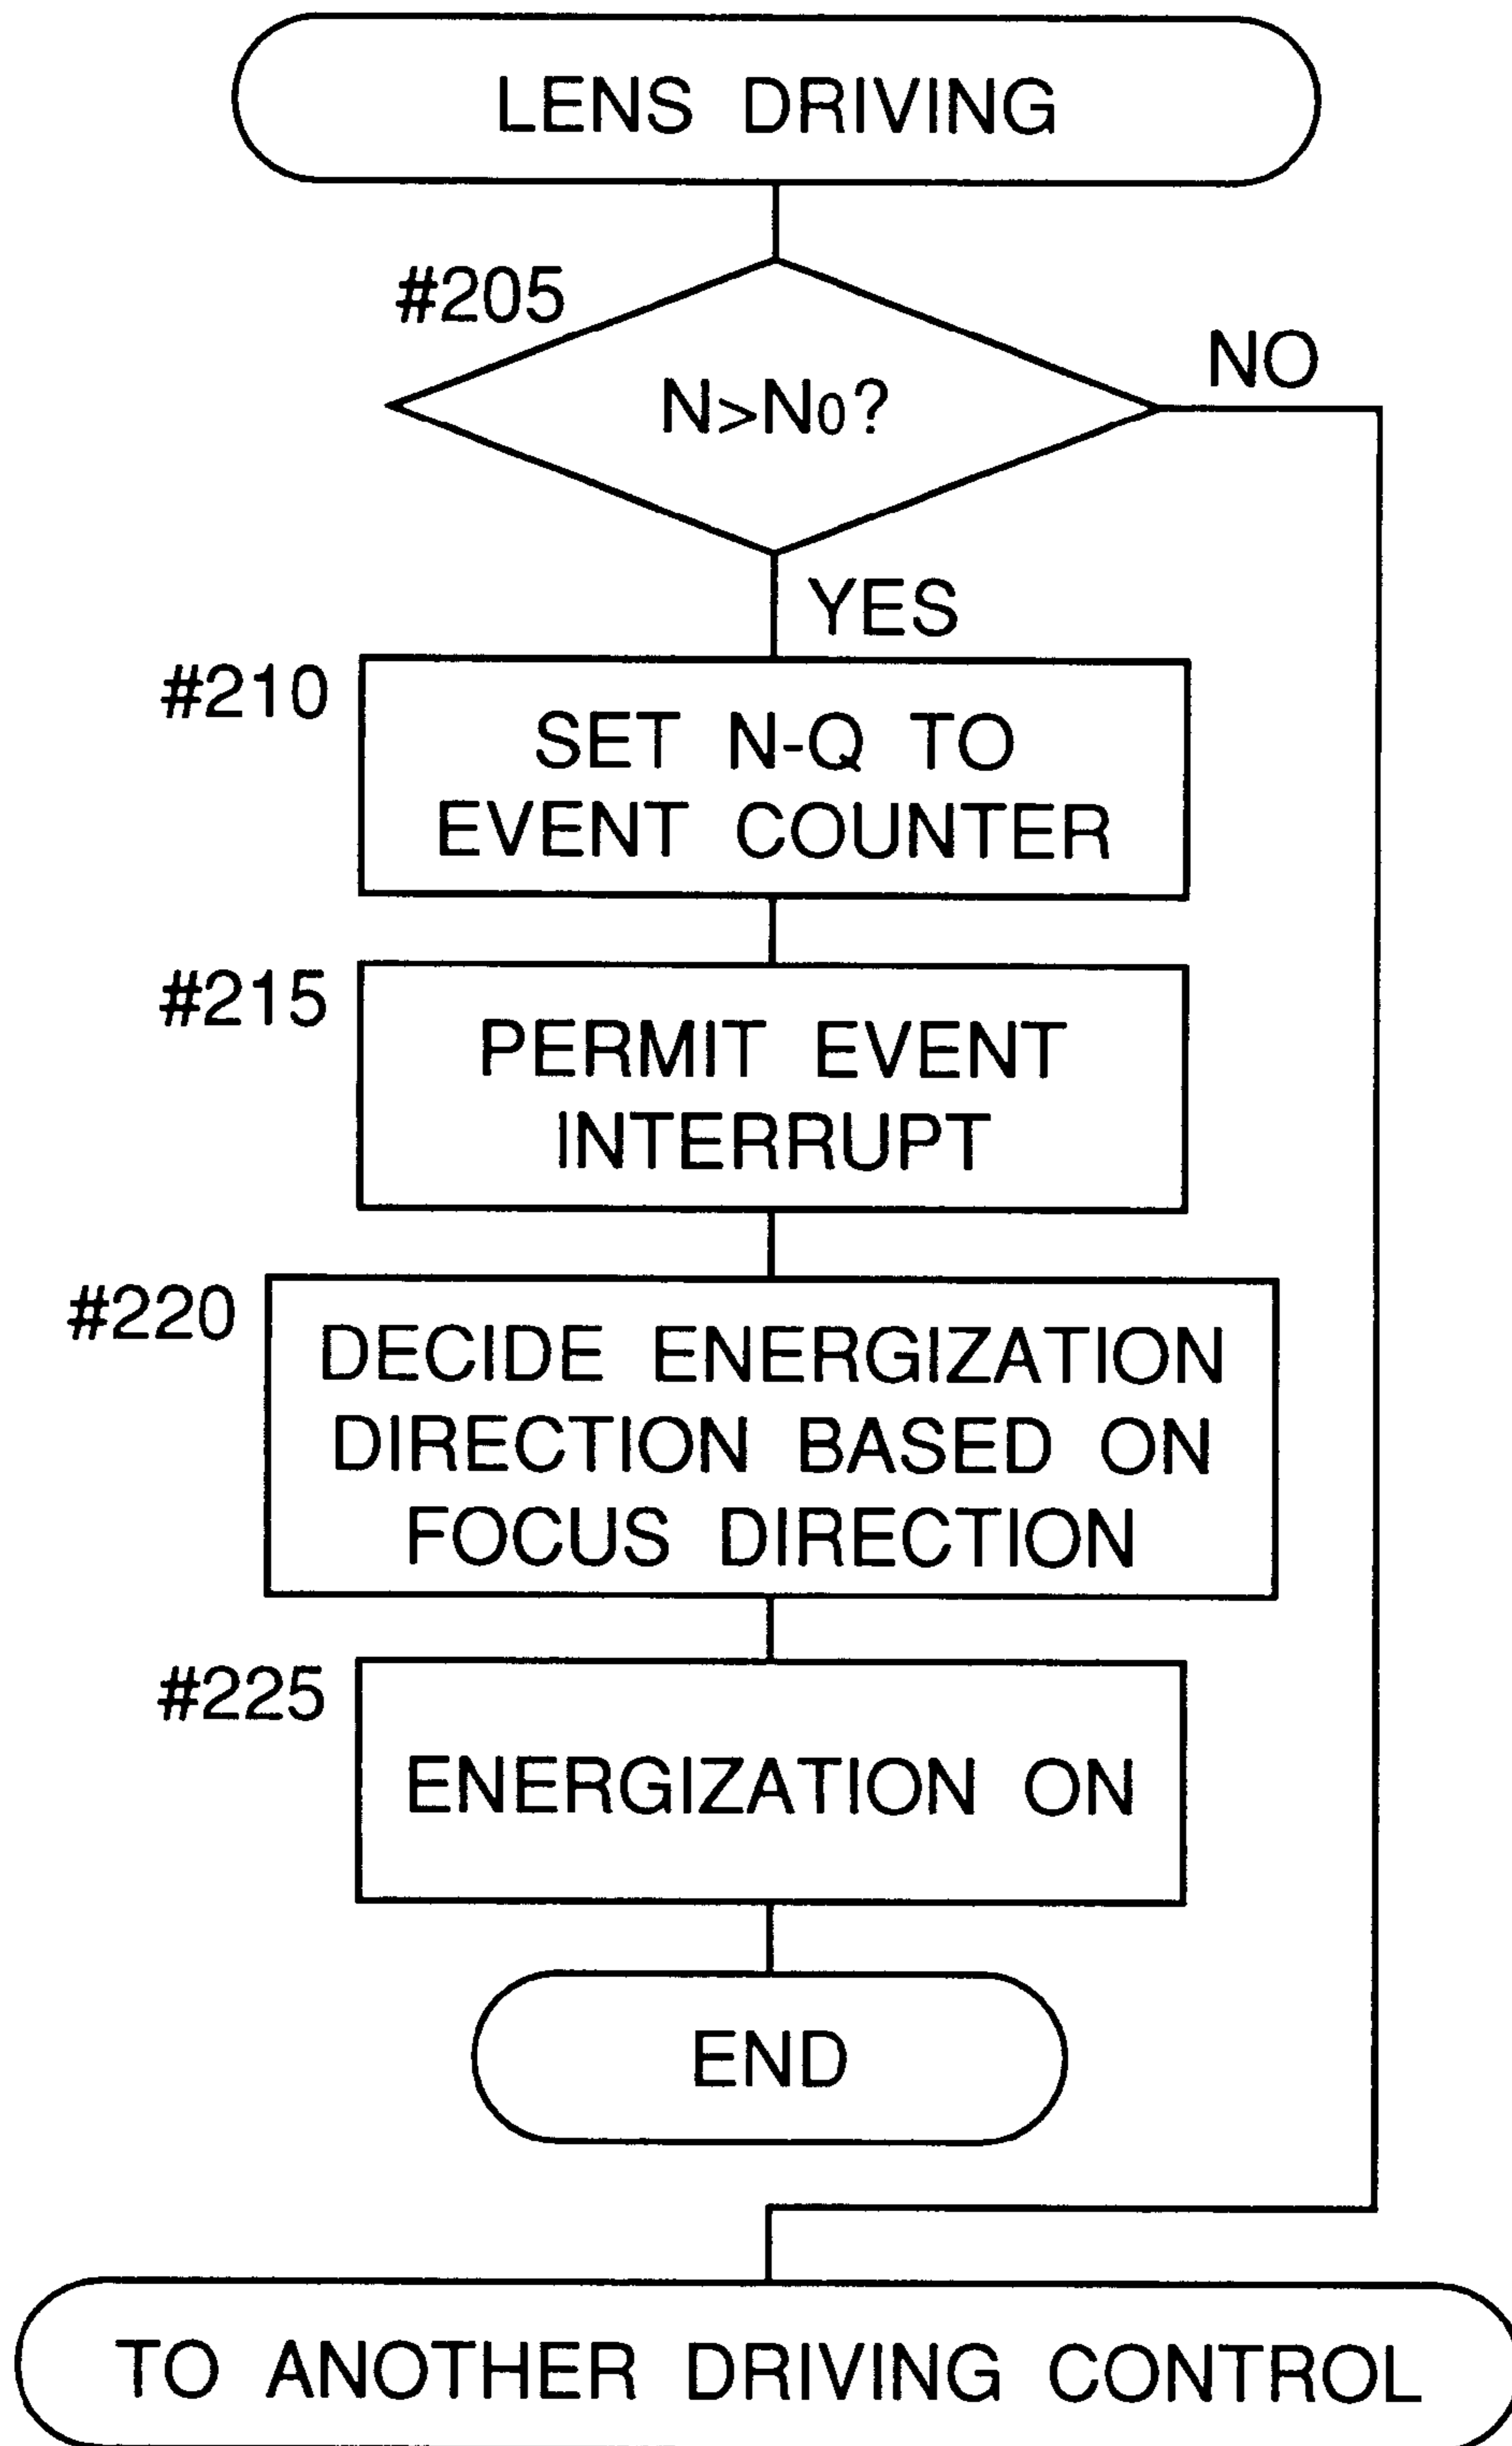 LENS DRIVING
#205
N>N0?
NO
YES
#210
SET N-Q TO
EVENT COUNTER
#215
PERMIT EVENT
INTERRUPT
#220
DECIDE ENERGIZATION
DIRECTION BASED ON
FOCUS DIRECTION
#225
ENERGIZATION ON
END
TO ANOTHER DRIVING CONTROL